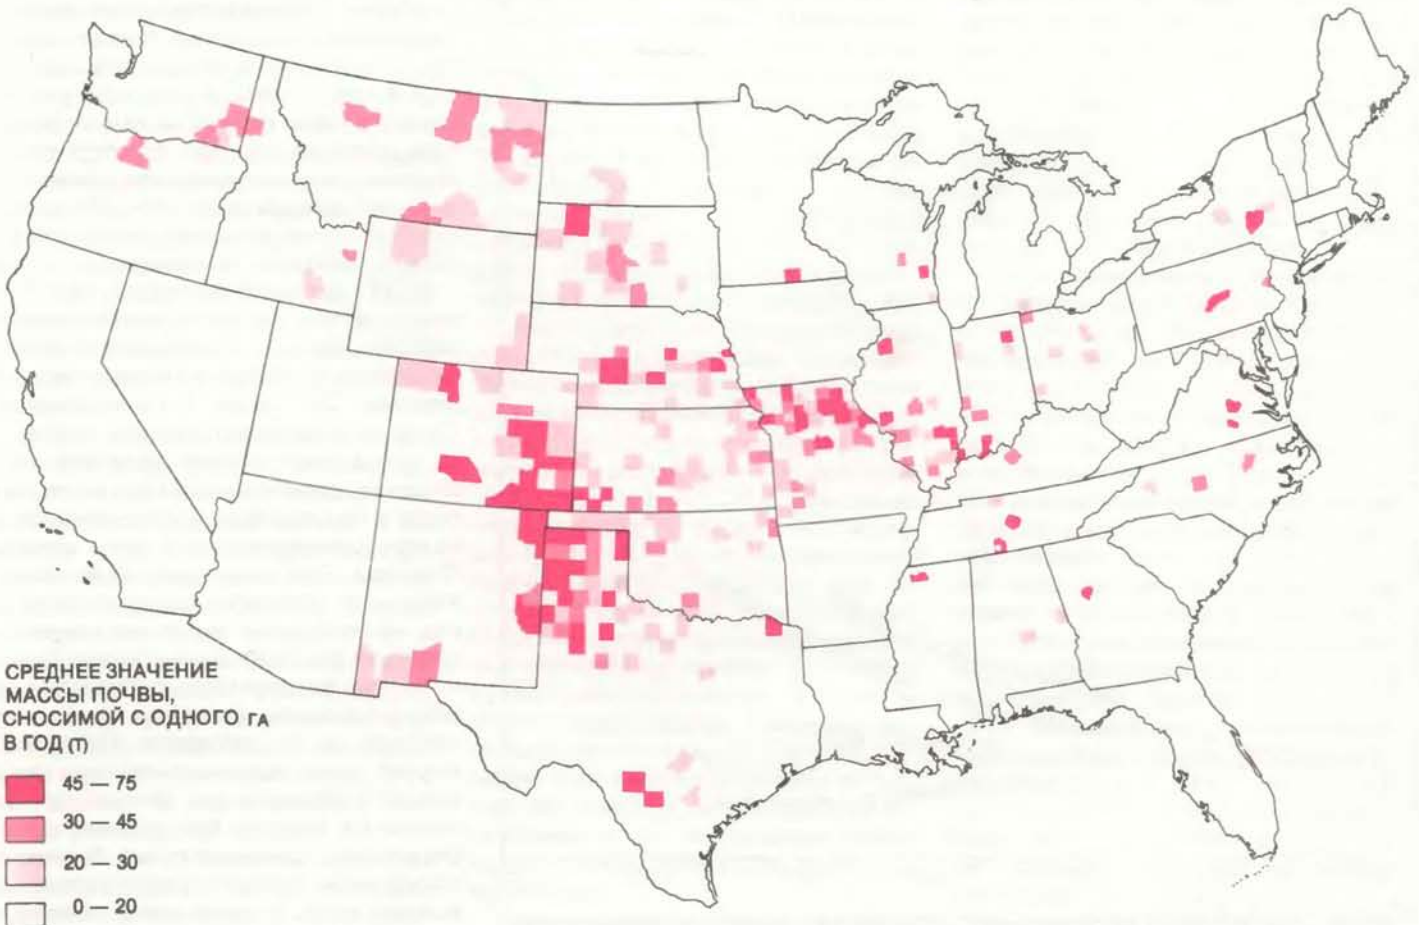 СРЕДНЕЕ ЗНАЧЕНИЕ
МАССЫ ПОЧВЫ,
СНОСИМОЙ С ОДНОГО ГА
В ГОД (Т)
45 — 75
30 — 45
20 — 30
0 — 20